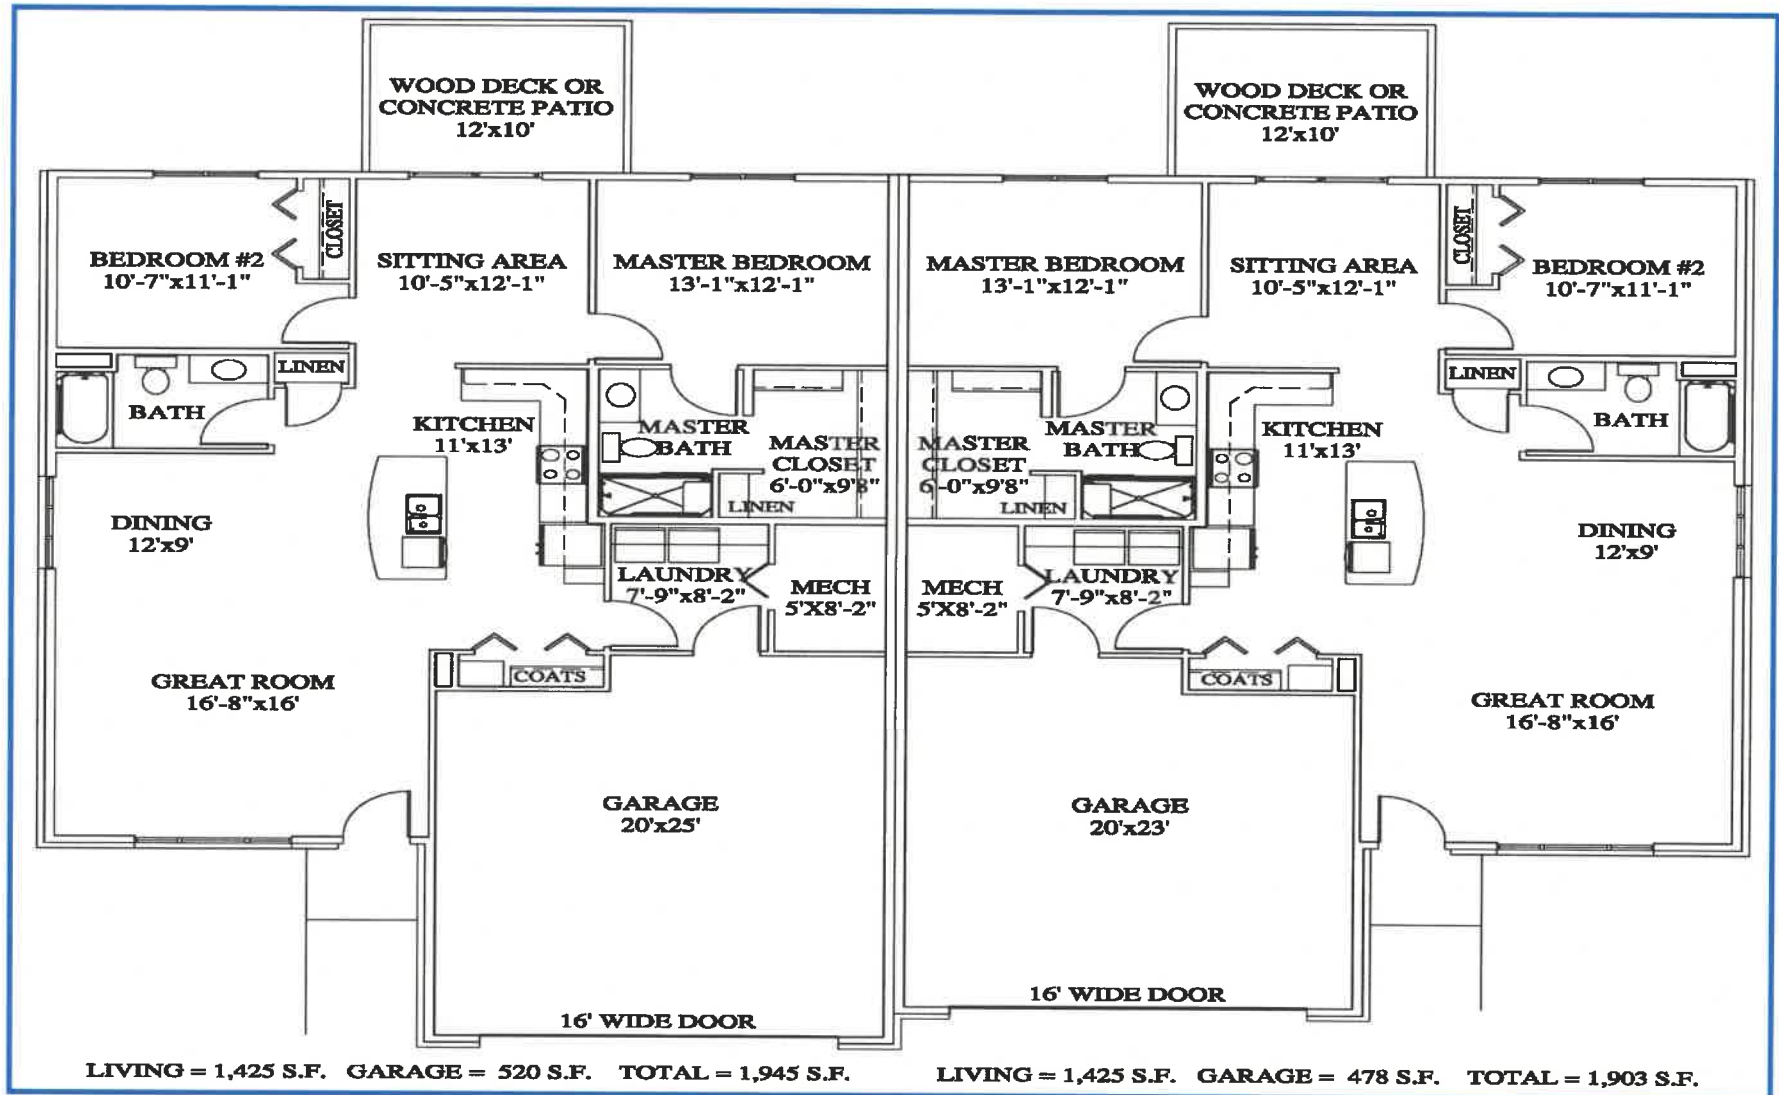 WOOD DECK OR
CONCRETE PATIO
12'x10'
WOOD DECK OR
CONCRETE PATIO
12'x10'
BEDROOM #2
10'-7"x11'-1"
CLOSET
SITTING AREA
10'-5"x12'-1"
MASTER BEDROOM
13'-1"x12'-1"
MASTER BEDROOM
13'-1"x12'-1"
SITTING AREA
10'-5"x12'-1"
CLOSET
BEDROOM #2
10'-7"x11'-1"
LINEN
BATH
KITCHEN
11'x13'
MASTER
BATH
MASTER
CLOSET
6'-0"x9'8"
LINEN
MASTER
CLOSET
6'-0"x9'8"
LINEN
MASTER
BATH
KITCHEN
11'x13'
LINEN
BATH
DINING
12'x9'
LAUNDRY
7'-9"x8'-2"
MECH
5'X8'-2"
MECH
5'X8'-2"
LAUNDRY
7'-9"x8'-2"
DINING
12'x9'
GREAT ROOM
16'-8"x16'
COATS
COATS
GREAT ROOM
16'-8"x16'
GARAGE
20'x25'
GARAGE
20'x23'
16' WIDE DOOR
16' WIDE DOOR
LIVING = 1,425 S.F. GARAGE = 520 S.F. TOTAL = 1,945 S.F.
LIVING = 1,425 S.F. GARAGE = 478 S.F. TOTAL = 1,903 S.F.